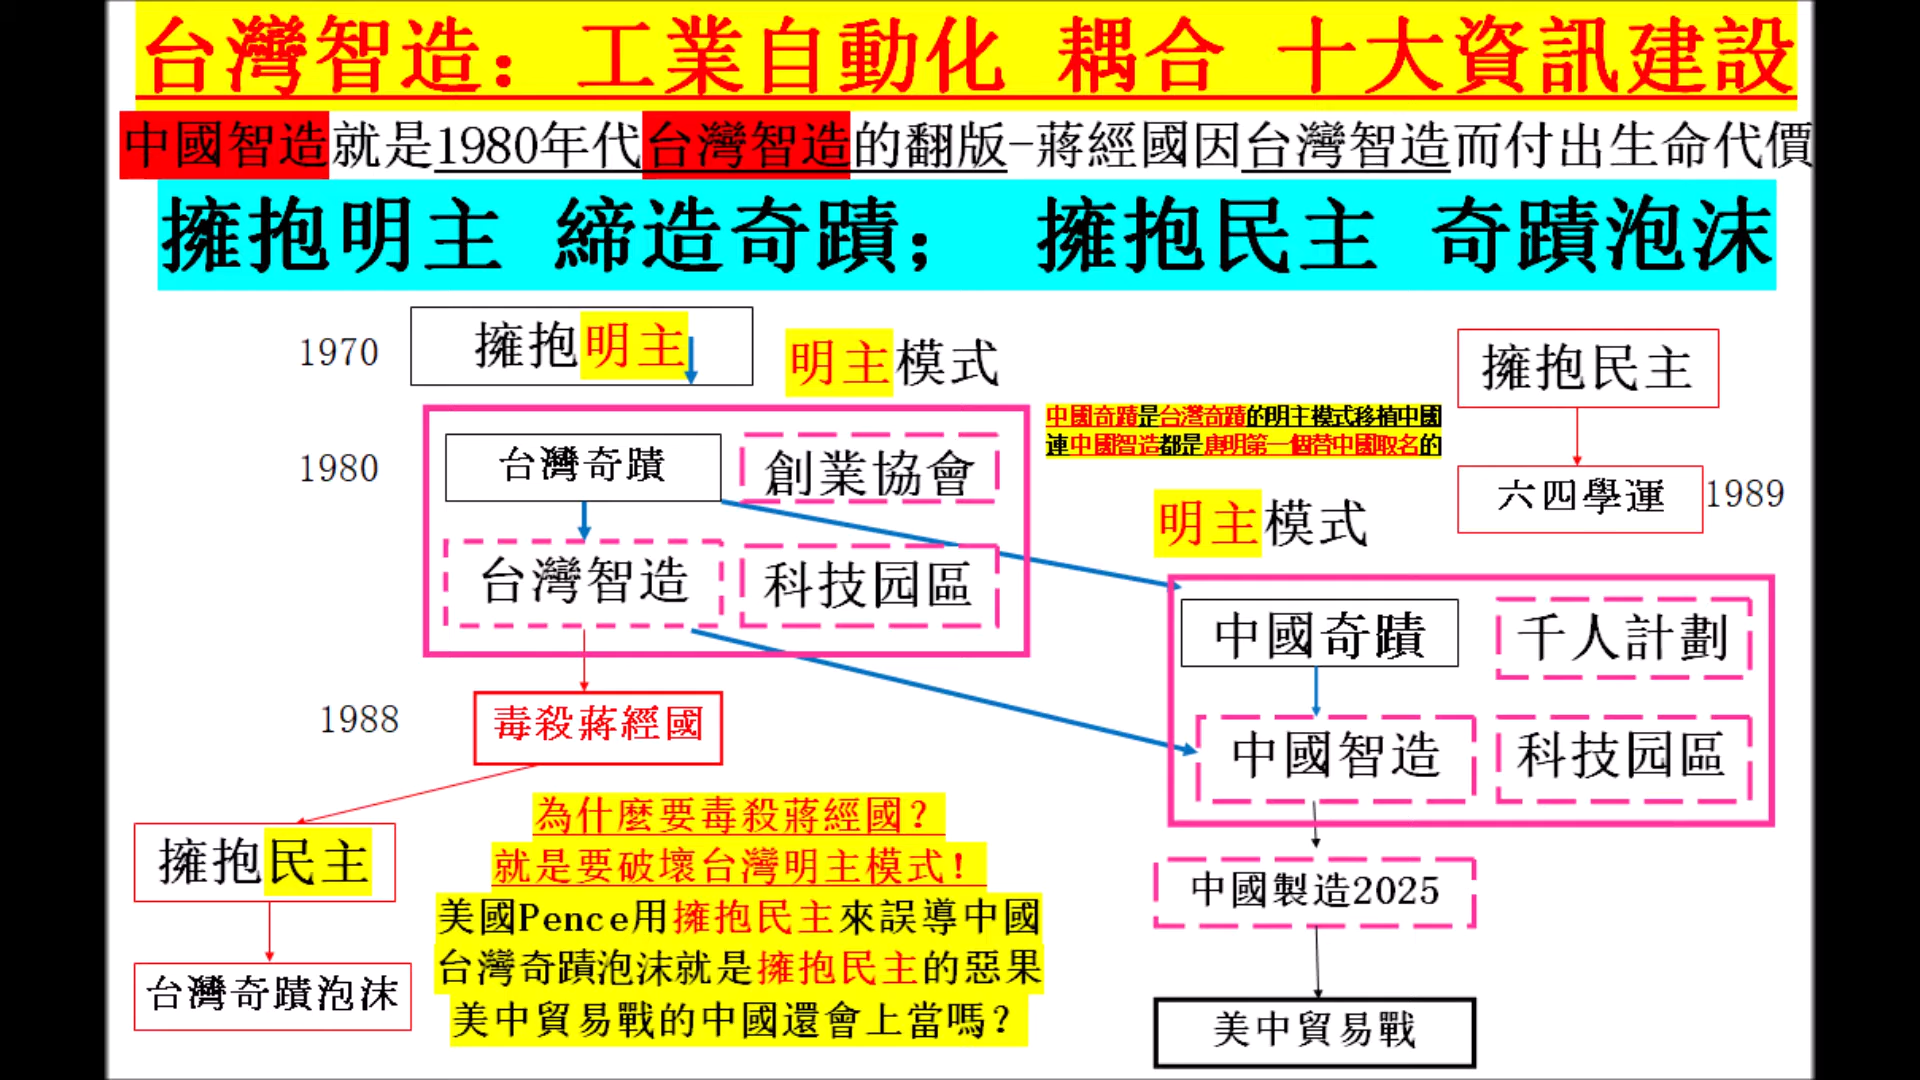 台灣智造：工業自動化 耦合 十大資訊建設
中國智造就是1980年代台灣智造的翻版-蔣經國因台灣智造而付出生命代價
擁抱明主 締造奇蹟； 擁抱民主 奇蹟泡沫
1970
擁抱明主
明主模式
擁抱民主
中國奇蹟是台灣奇蹟的明主模式移植中國
連中國智造都是唐明第一個替中國取名的
1980
台灣奇蹟
創業協會
明主模式
六四學運
1989
台灣智造
科技园區
中國奇蹟
千人計劃
1988
毒殺蔣經國
中國智造
科技园區
為什麼要毒殺蔣經國？
就是要破壞台灣明主模式！
擁抱民主
美國Pence用擁抱民主來誤導中國
台灣奇蹟泡沫就是擁抱民主的惡果
美中貿易戰的中國還會上當嗎？
中國製造2025
台灣奇蹟泡沫
美中貿易戰